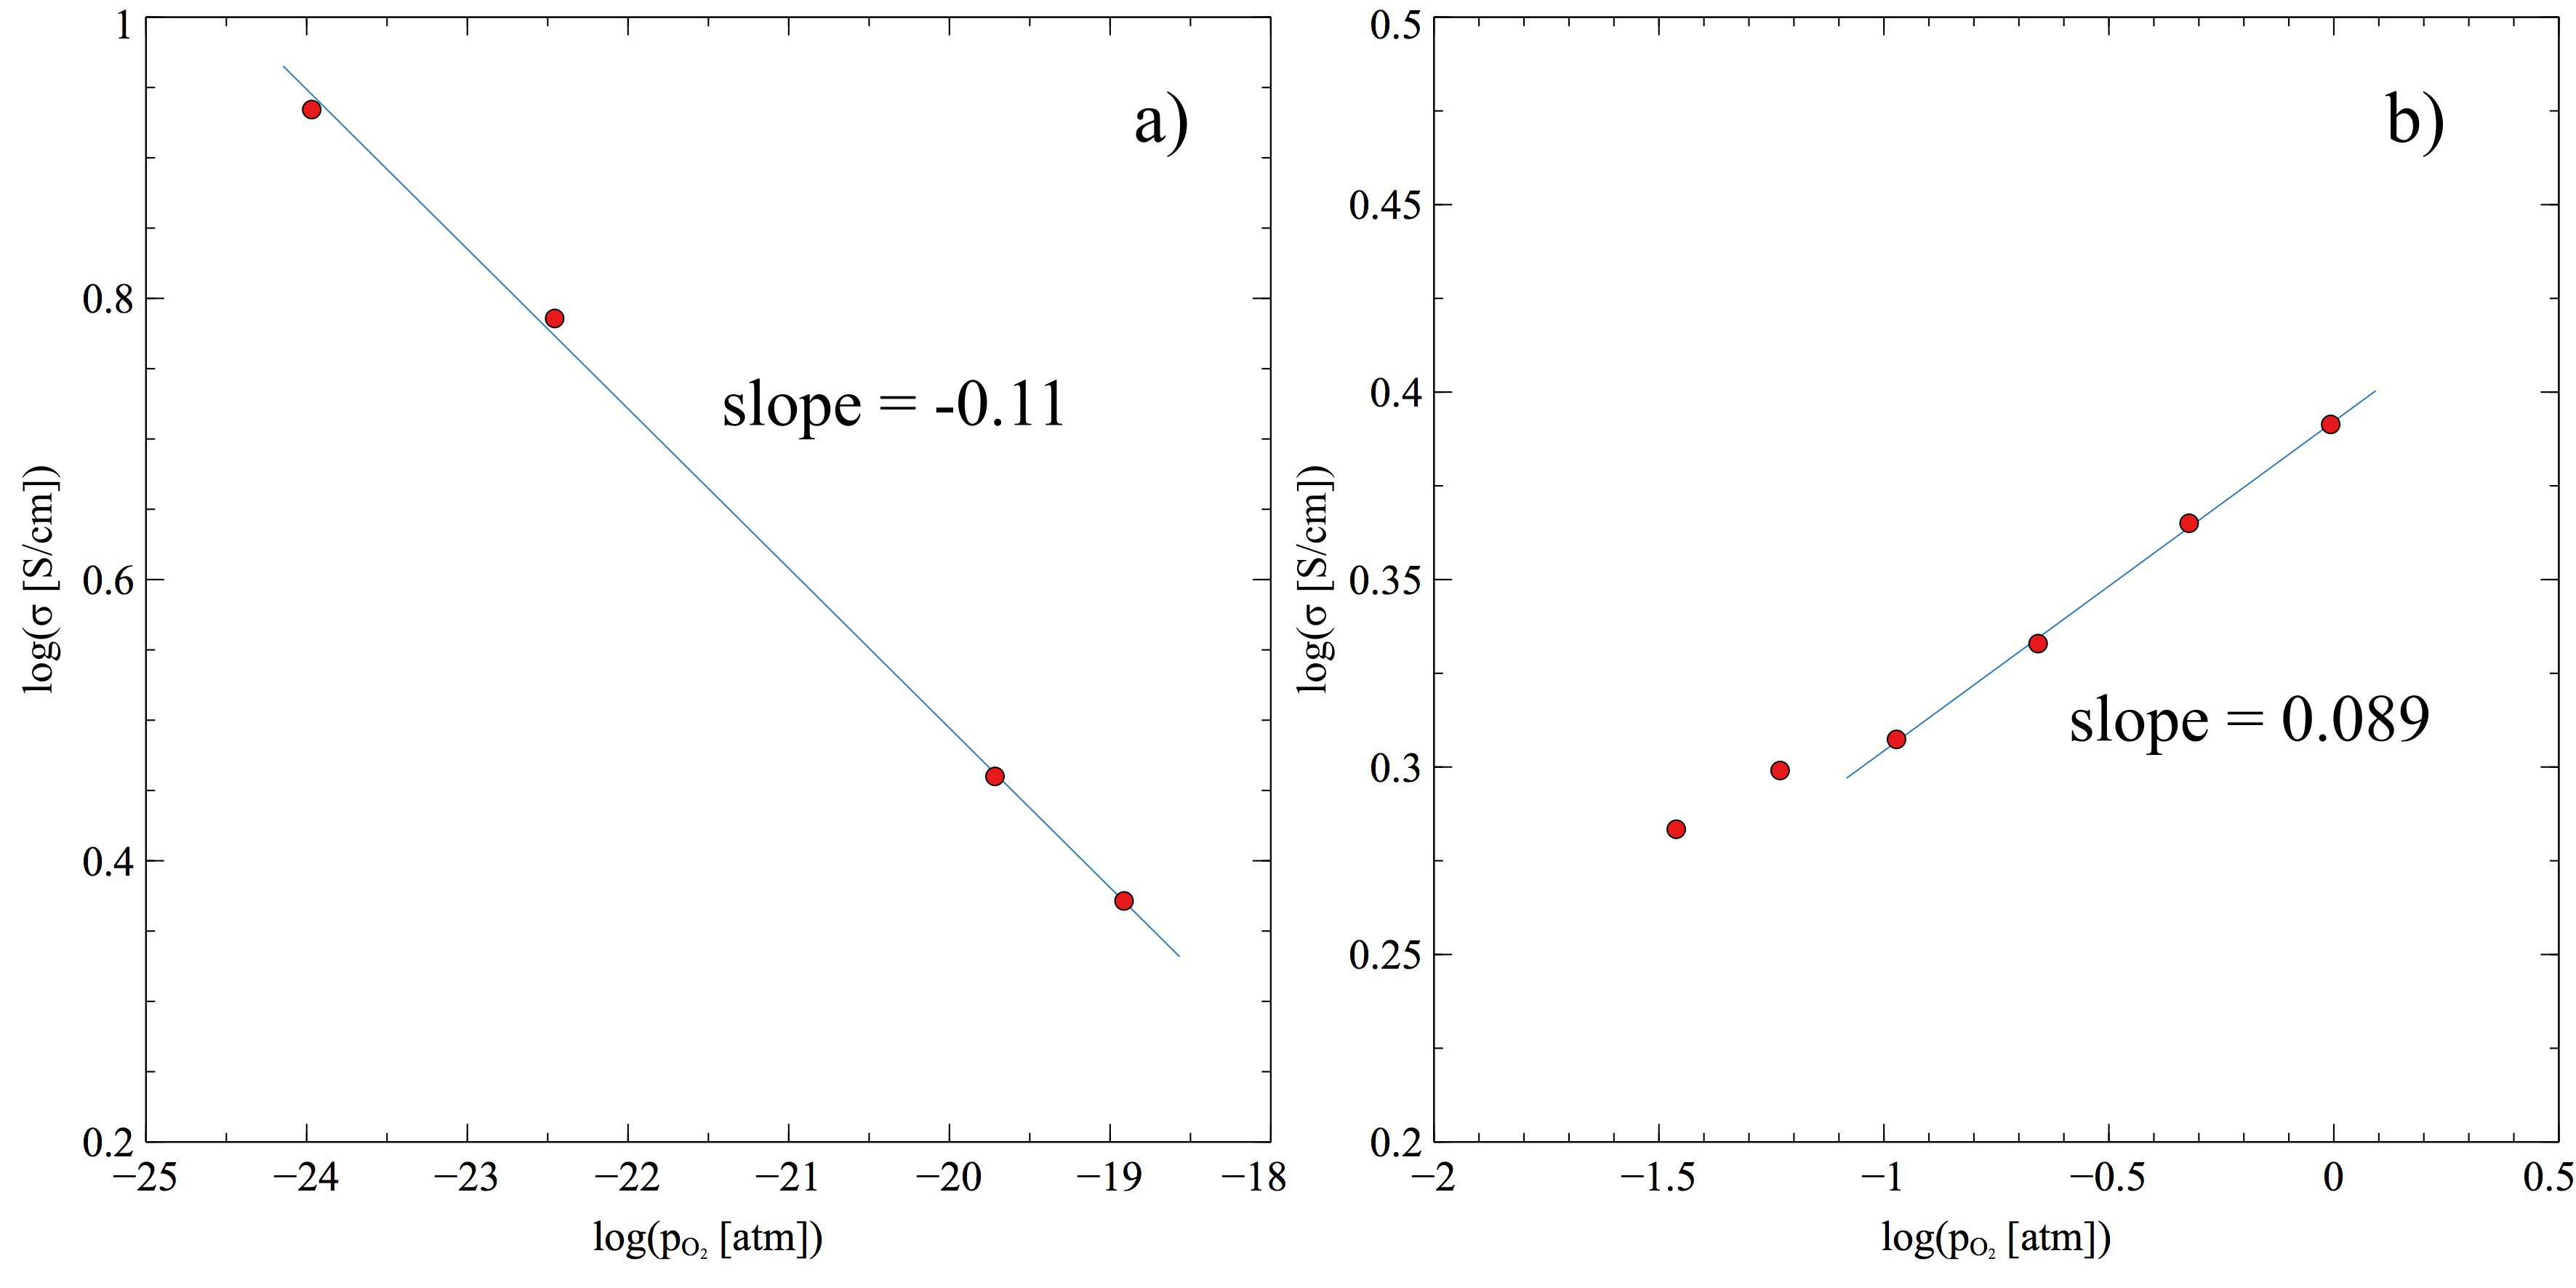 a)
slope = -0.11
log(σ [S/cm])
1
0.8
0.6
0.4
0.2
−25 −24 −23 −22 −21 −20 −19 −18
log(pO₂ [atm])
b)
slope = 0.089
log(σ [S/cm])
0.5
0.45
0.4
0.35
0.3
0.25
0.2
−2 −1.5 −1 −0.5 0 0.5
log(pO₂ [atm])